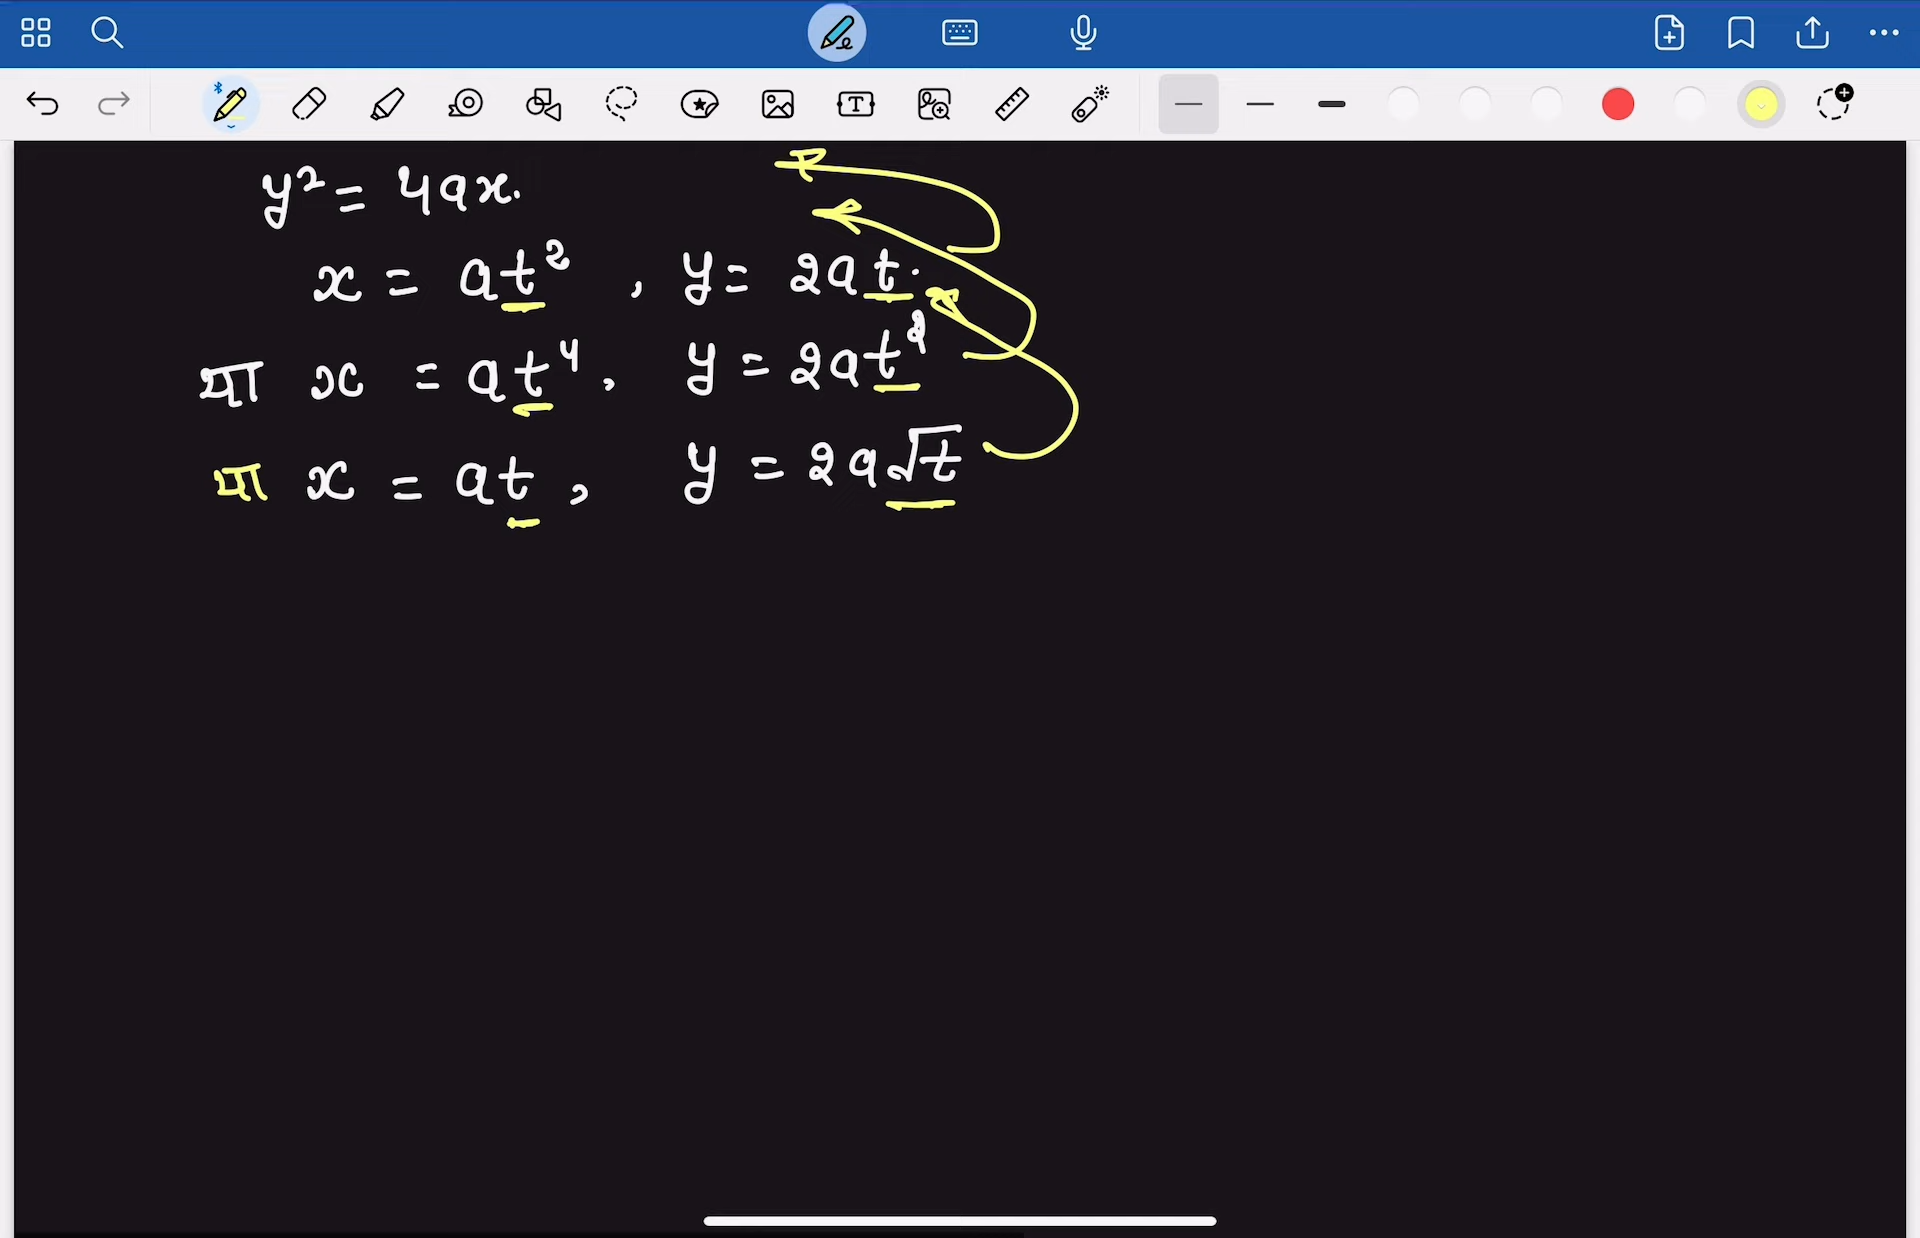 y² = 4ax.
x = at², y = 2at.
या x = at⁴, y = 2at²
या x = at, y = 2a√t